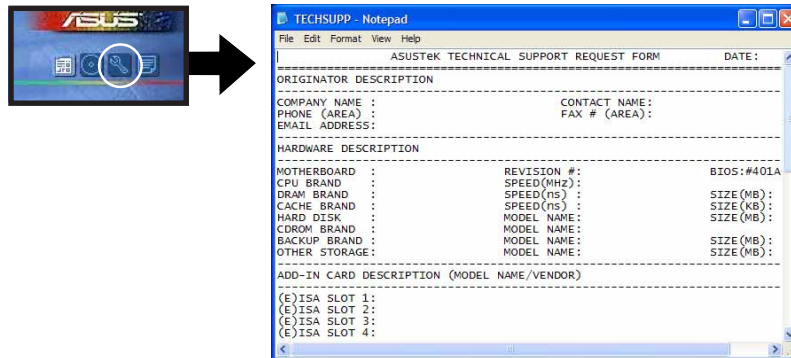 ASUS
TECHSUPP - Notepad
File Edit Format View Help
ASUSTeK TECHNICAL SUPPORT REQUEST FORM DATE:
ORIGINATOR DESCRIPTION
COMPANY NAME : CONTACT NAME:
PHONE (AREA) : FAX # (AREA):
EMAIL ADDRESS:
HARDWARE DESCRIPTION
MOTHERBOARD : REVISION #: BIOS:#401A
CPU BRAND : SPEED(MHz):
DRAM BRAND : SPEED(ns) : SIZE(MB):
CACHE BRAND : SPEED(ns) : SIZE(KB):
HARD DISK : MODEL NAME: SIZE(MB):
CDROM BRAND : MODEL NAME:
BACKUP BRAND : MODEL NAME: SIZE(MB):
OTHER STORAGE: MODEL NAME: SIZE(MB):
ADD-IN CARD DESCRIPTION (MODEL NAME/VENDOR)
(E)ISA SLOT 1:
(E)ISA SLOT 2:
(E)ISA SLOT 3:
(E)ISA SLOT 4: